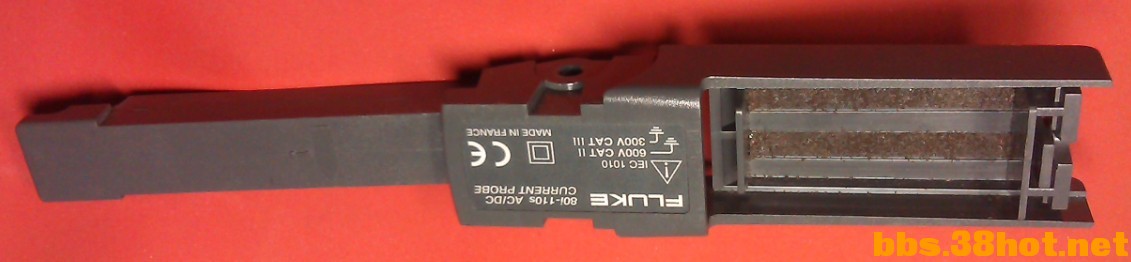 FLUKE 80i-110s AC/DC
CURRENT PROBE
IEC 1010
600V CAT II
300V CAT III
CE
MADE IN FRANCE
bbs.38hot.net